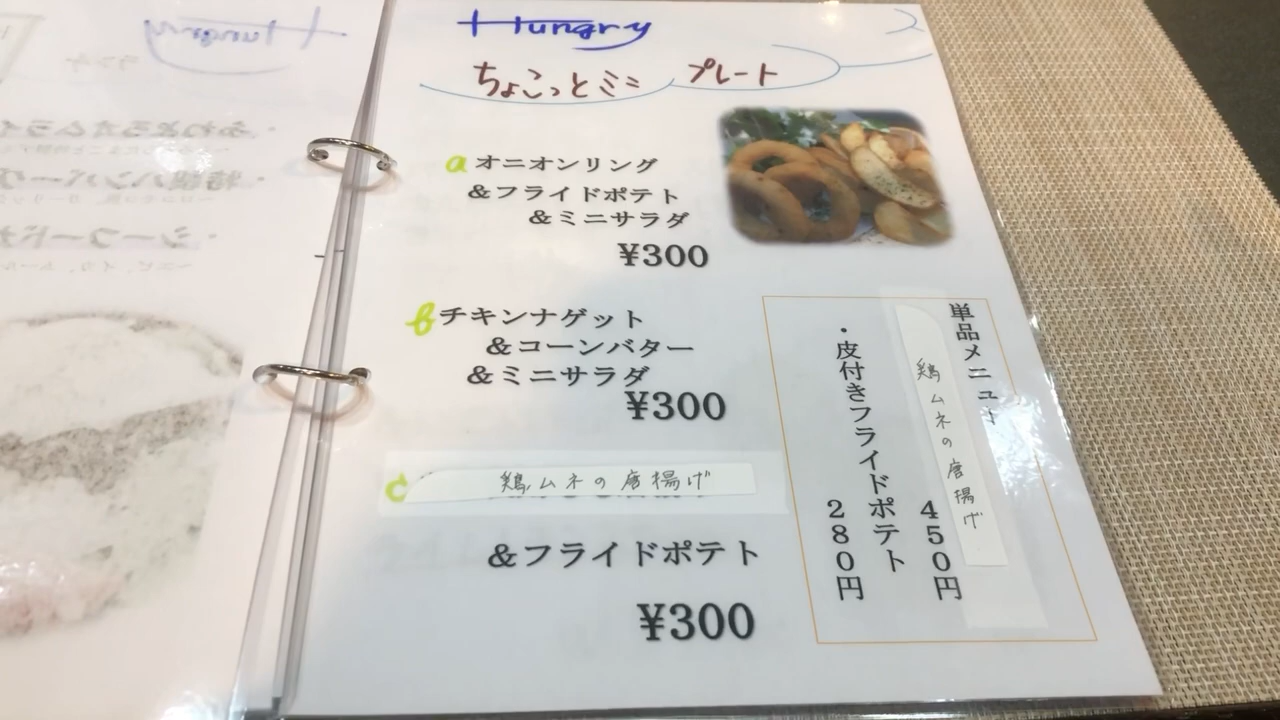 Hungry
ちょこっとミニ プレート
a オニオンリング
&フライドポテト
&ミニサラダ
¥300
b チキンナゲット
&コーンバター
&ミニサラダ
¥300
c 鶏ムネの唐揚げ
&フライドポテト
¥300
単品メニュー
鶏ムネの唐揚げ
450円
・皮付きフライドポテト
280円